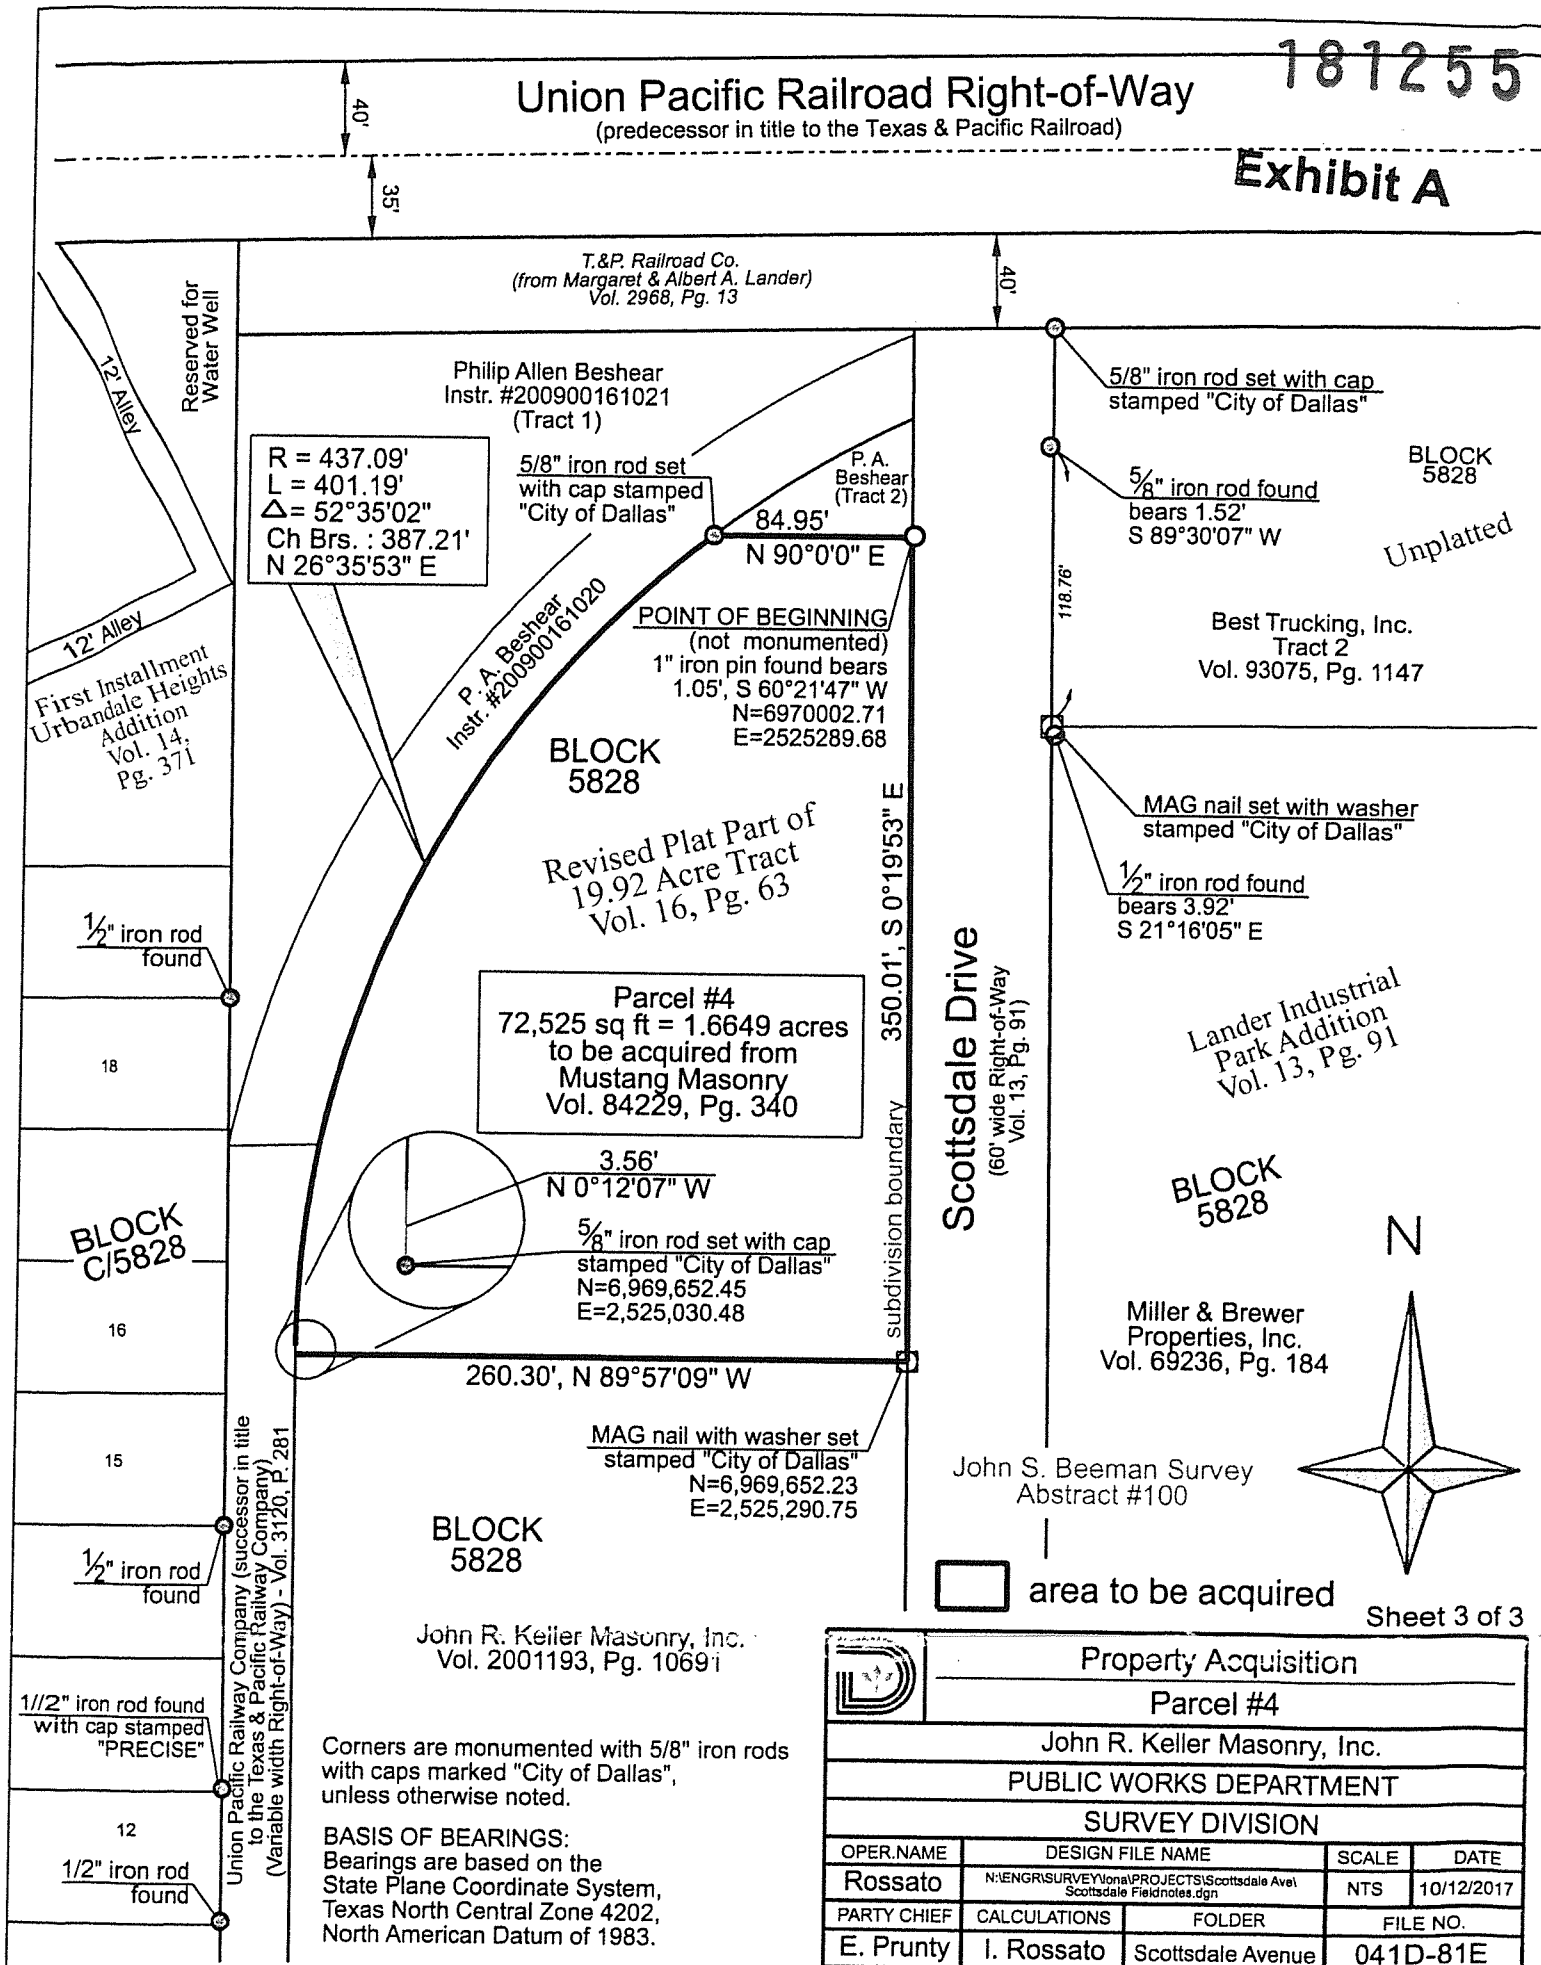 181255
Union Pacific Railroad Right-of-Way
(predecessor in title to the Texas & Pacific Railroad)
Exhibit A
40'
35'
T.&P. Railroad Co.
(from Margaret & Albert A. Lander)
Vol. 2968, Pg. 13
40'
Reserved for
Water Well
12' Alley
Philip Allen Beshear
Instr. #200900161021
(Tract 1)
5/8" iron rod set with cap
stamped "City of Dallas"
R = 437.09'
L = 401.19'
Δ= 52°35'02"
Ch Brs. : 387.21'
N 26°35'53" E
5/8" iron rod set
with cap stamped
"City of Dallas"
P. A.
Beshear
(Tract 2)
84.95'
N 90°0'0" E
5/8" iron rod found
bears 1.52'
S 89°30'07" W
BLOCK
5828
Unplatted
118.76'
12' Alley
First Installment
Urbandale Heights
Addition
Vol. 14,
Pg. 371
P. A. Beshear
Instr. #200900161020
POINT OF BEGINNING
(not monumented)
1" iron pin found bears
1.05', S 60°21'47" W
N=6970002.71
E=2525289.68
Best Trucking, Inc.
Tract 2
Vol. 93075, Pg. 1147
BLOCK
5828
Revised Plat Part of
19.92 Acre Tract
Vol. 16, Pg. 63
350.01', S 0°19'53" E
MAG nail set with washer
stamped "City of Dallas"
1/2" iron rod found
bears 3.92'
S 21°16'05" E
1/2" iron rod
found
Parcel #4
72,525 sq ft = 1.6649 acres
to be acquired from
Mustang Masonry
Vol. 84229, Pg. 340
Scottsdale Drive
(60' wide Right-of-Way
Vol. 13, Pg. 91)
Lander Industrial
Park Addition
Vol. 13, Pg. 91
18
subdivision boundary
3.56'
N 0°12'07" W
5/8" iron rod set with cap
stamped "City of Dallas"
N=6,969,652.45
E=2,525,030.48
BLOCK
C/5828
BLOCK
5828
N
16
Miller & Brewer
Properties, Inc.
Vol. 69236, Pg. 184
260.30', N 89°57'09" W
MAG nail with washer set
stamped "City of Dallas"
N=6,969,652.23
E=2,525,290.75
15
John S. Beeman Survey
Abstract #100
BLOCK
5828
1/2" iron rod
found
Union Pacific Railway Company (successor in title
to the Texas & Pacific Railway Company)
(Variable width Right-of-Way) - Vol. 3120, P. 281
area to be acquired
Sheet 3 of 3
John R. Keller Masonry, Inc.
Vol. 2001193, Pg. 10691
1//2" iron rod found
with cap stamped
"PRECISE"
12
1/2" iron rod
found
Corners are monumented with 5/8" iron rods
with caps marked "City of Dallas",
unless otherwise noted.
BASIS OF BEARINGS:
Bearings are based on the
State Plane Coordinate System,
Texas North Central Zone 4202,
North American Datum of 1983.
Property Acquisition
Parcel #4
John R. Keller Masonry, Inc.
PUBLIC WORKS DEPARTMENT
SURVEY DIVISION
OPER.NAME DESIGN FILE NAME SCALE DATE
Rossato N:\ENGR\SURVEY\Iona\PROJECTS\Scottsdale Ave\
Scottsdale Fieldnotes.dgn NTS 10/12/2017
PARTY CHIEF CALCULATIONS FOLDER FILE NO.
E. Prunty I. Rossato Scottsdale Avenue 041D-81E